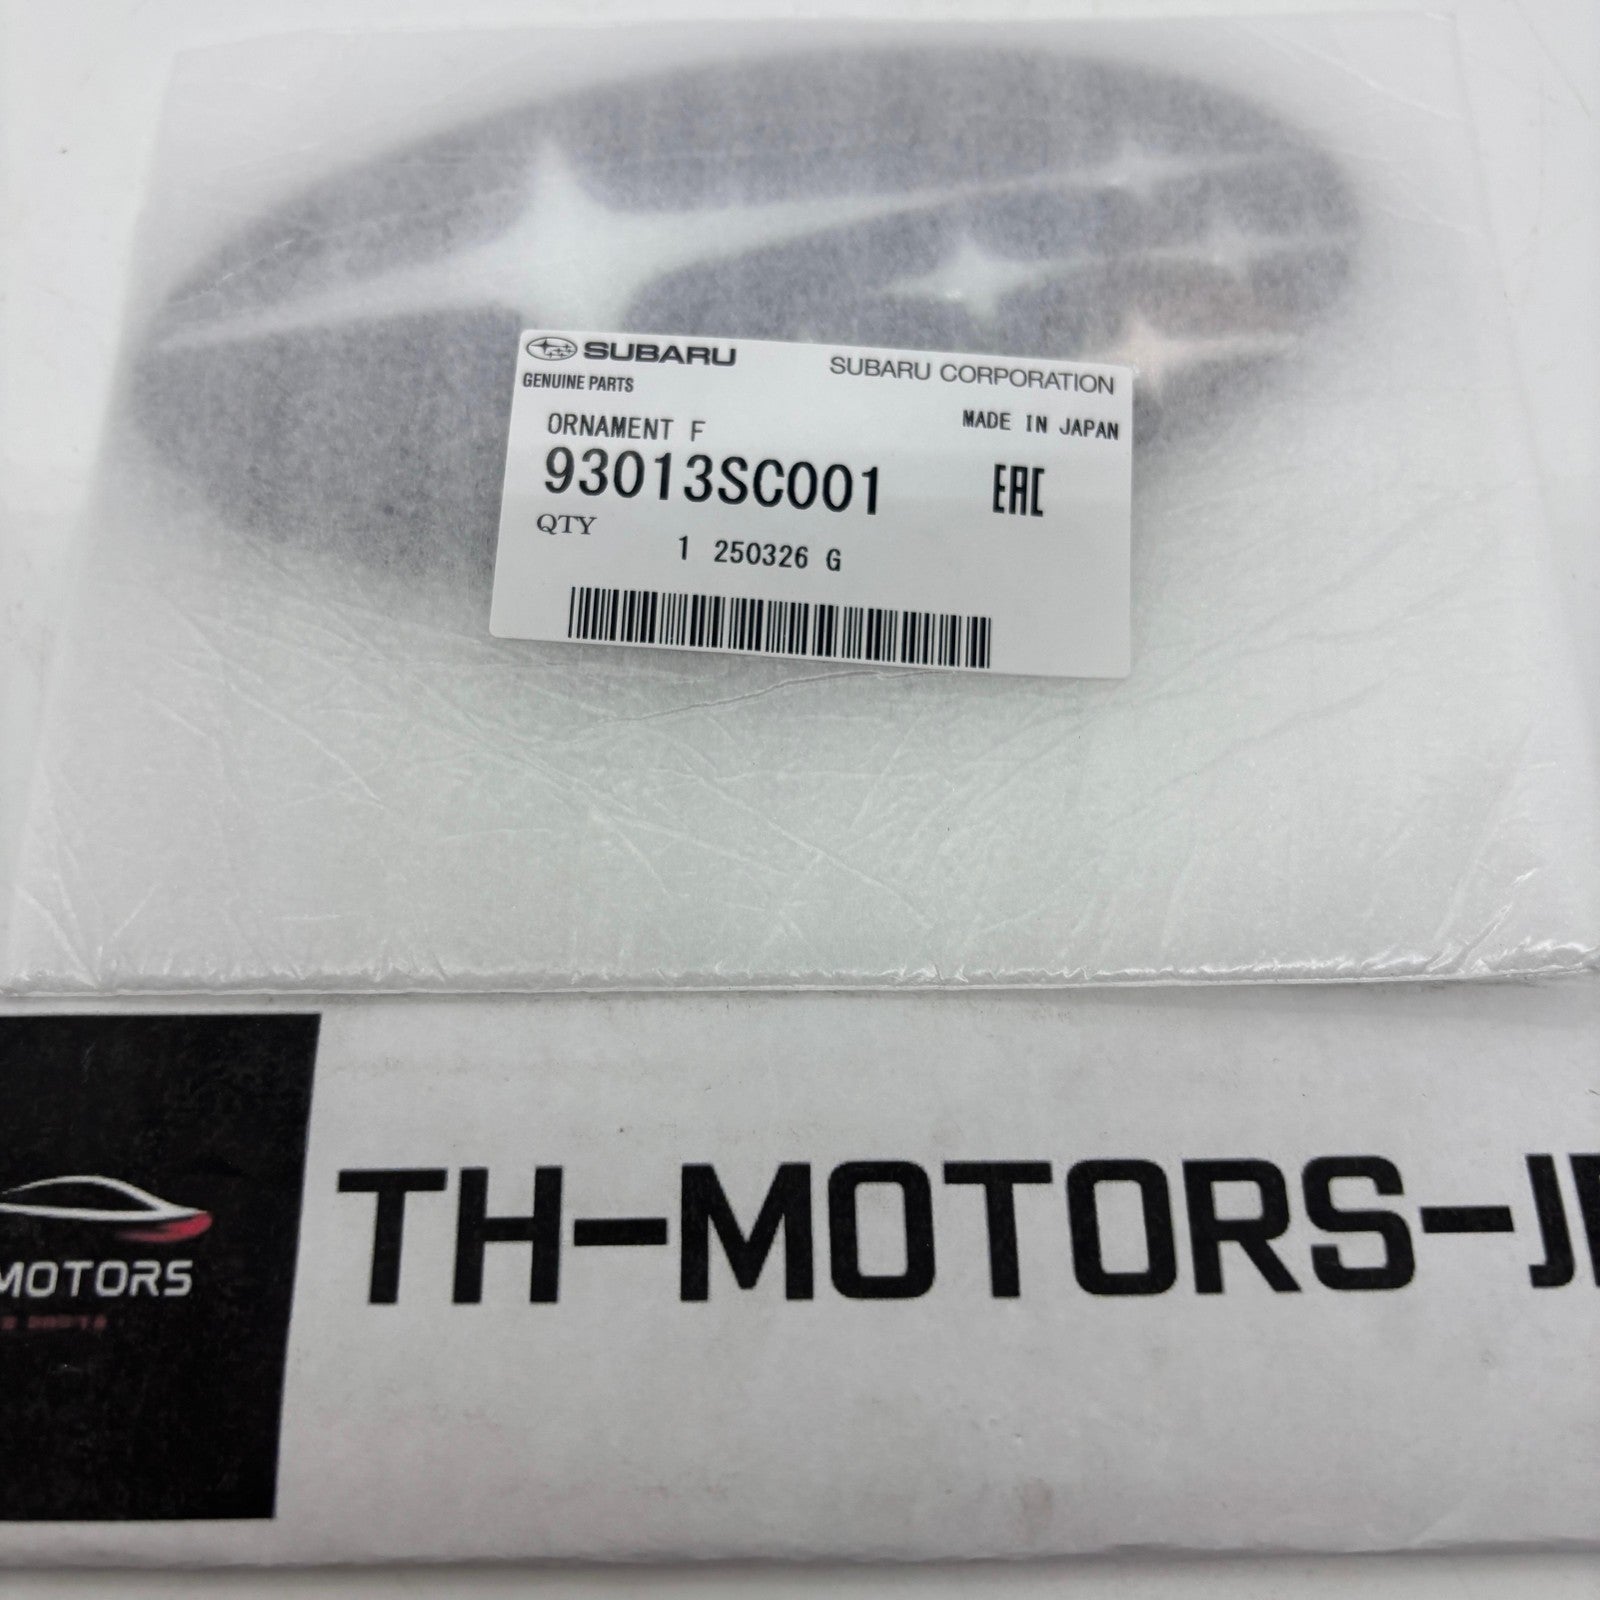 SUBARU
SUBARU CORPORATION
GENUINE PARTS
ORNAMENT F
MADE IN JAPAN
93013SC001
EAC
QTY
1 250326 G
TH-MOTORS-J
MOTORS